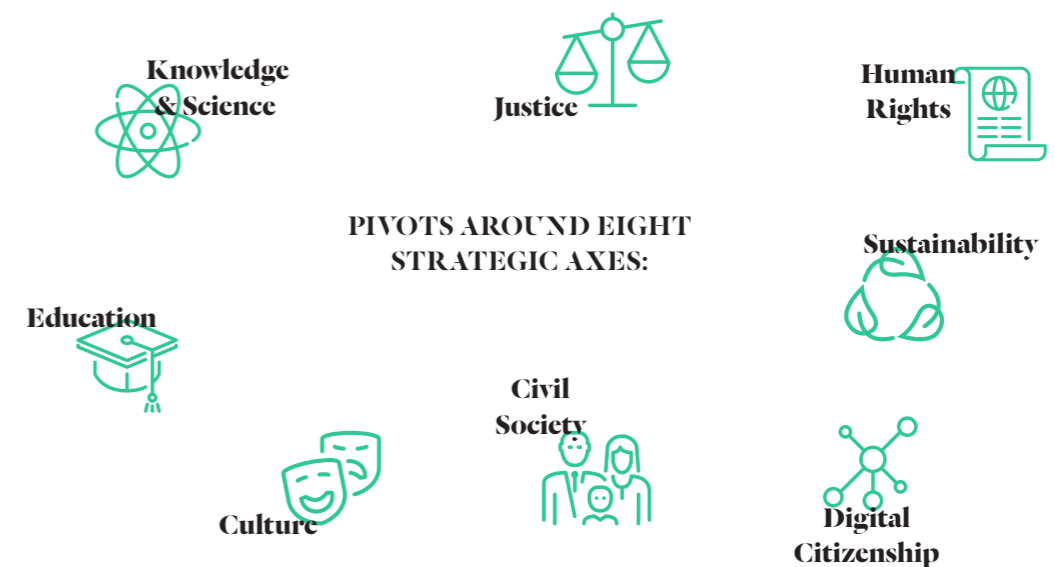 Knowledge
& Science
Justice
Human
Rights
PIVOTS AROUND EIGHT
STRATEGIC AXES:
Sustainability
Education
Civil
Society
Culture
Digital
Citizenship